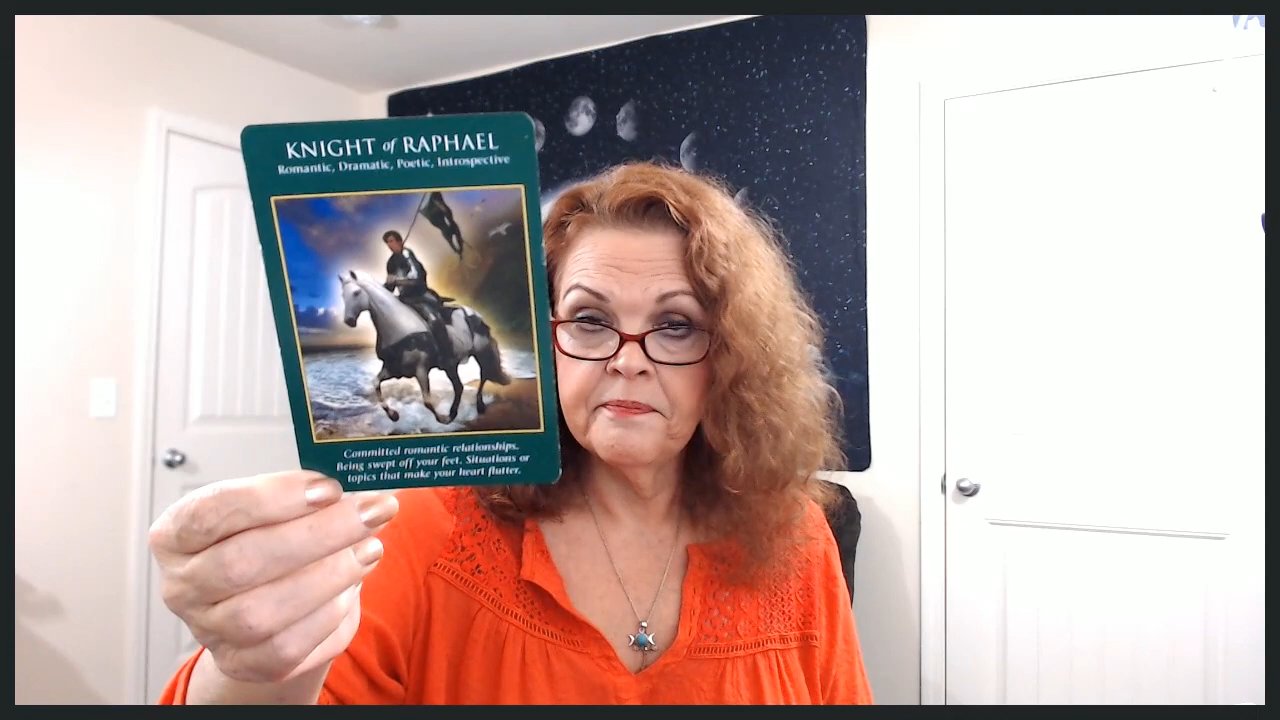 KNIGHT of RAPHAEL
Romantic, Dramatic, Poetic, Introspective
Committed romantic relationships.
Being swept off your feet. Situations or
topics that make your heart flutter.